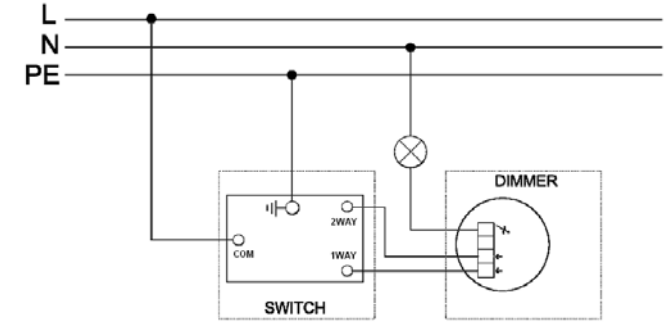 L
N
PE
DIMMER
2WAY
COM
1WAY
SWITCH